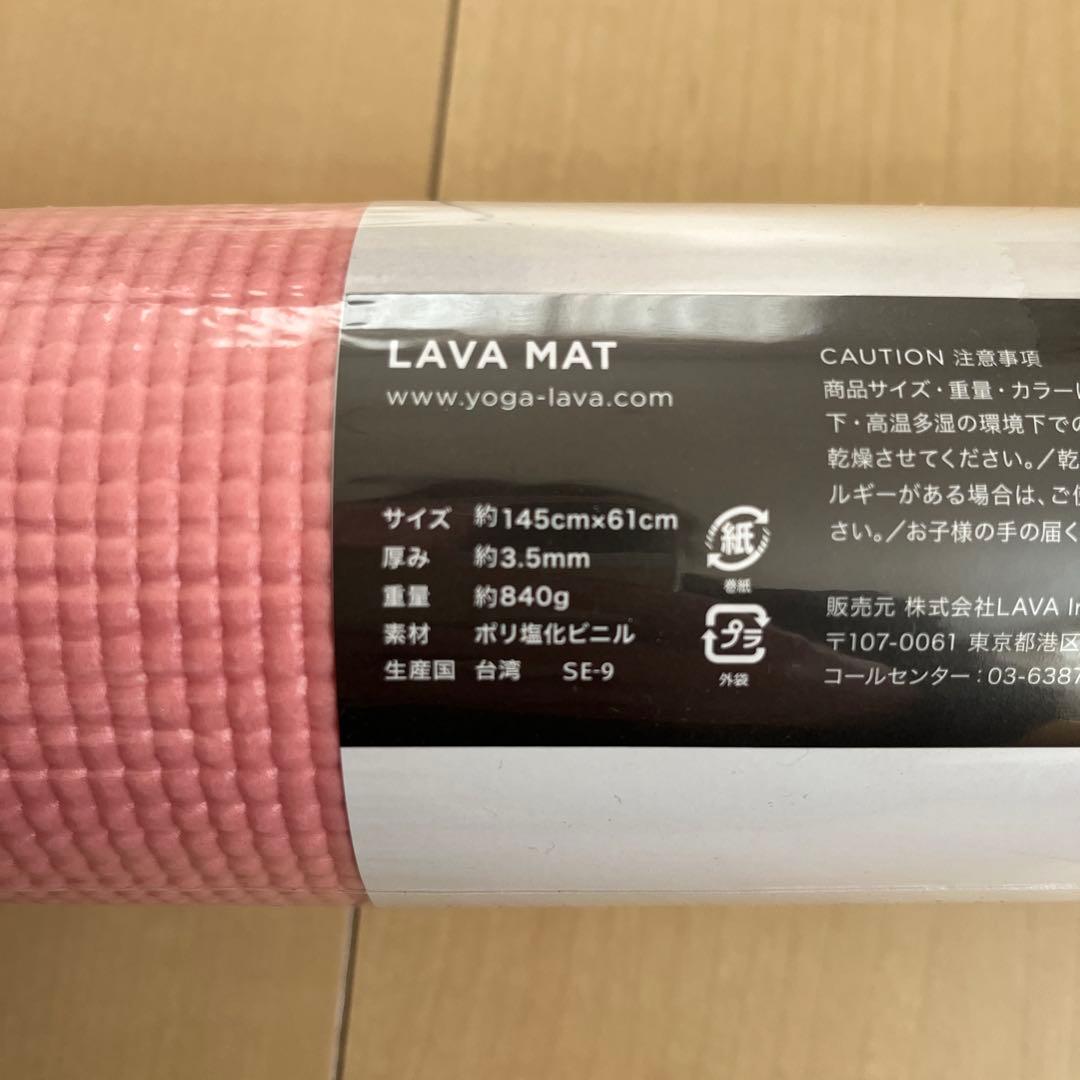 LAVA MAT
www.yoga-lava.com
サイズ 約145cm×61cm
厚み 約3.5mm
重量 約840g
素材 ポリ塩化ビニル
生産国 台湾 SE-9
紙
巻紙
プラ
外袋
CAUTION 注意事項
商品サイズ・重量・カラー
下・高温多湿の環境下での
乾燥させてください。／乾
ルギーがある場合は、ご
さい。／お子様の手の届く
販売元 株式会社LAVA In
〒107-0061 東京都港区
コールセンター：03-6387